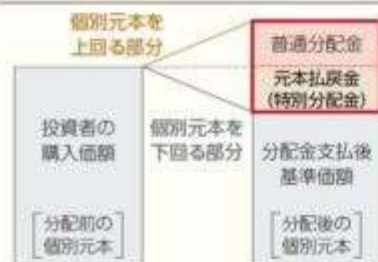 個別元本を
上回る部分
普通分配金
元本払戻金
(特別分配金)
投資者の
購入価額
個別元本を
下回る部分
分配金支払後
基準価額
分配前の
個別元本
分配後の
個別元本